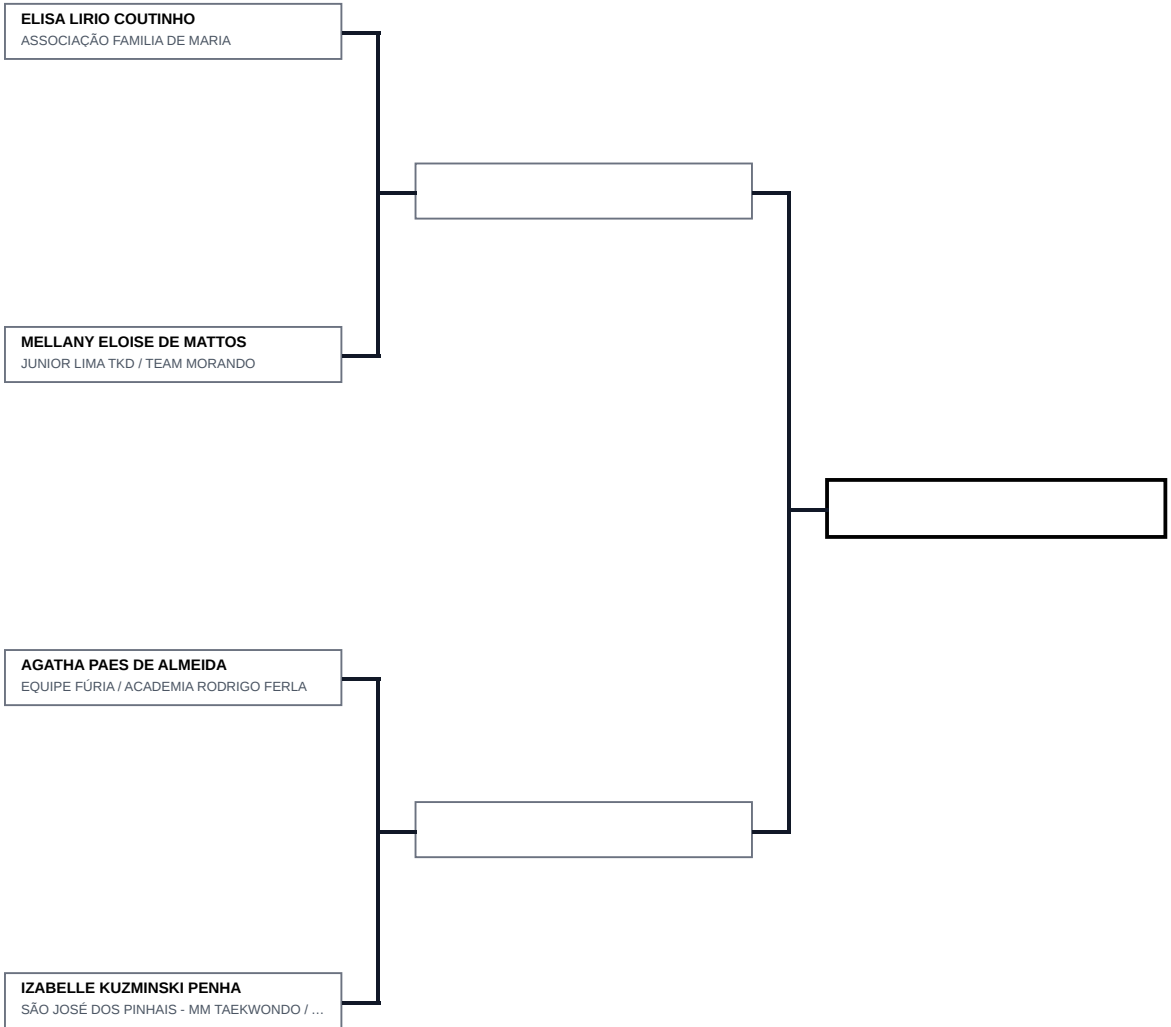 ELISA LIRIO COUTINHO
ASSOCIAÇÃO FAMILIA DE MARIA
MELLANY ELOISE DE MATTOS
JUNIOR LIMA TKD / TEAM MORANDO
AGATHA PAES DE ALMEIDA
EQUIPE FÚRIA / ACADEMIA RODRIGO FERLA
IZABELLE KUZMINSKI PENHA
SÃO JOSÉ DOS PINHAIS - MM TAEKWONDO / ...